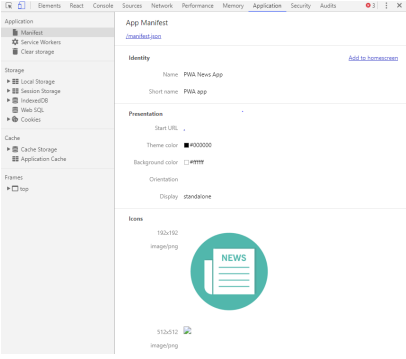 Elements React Console Sources Network Performance Memory Application Security Audits 3
Application
Manifest
Service Workers
Clear storage
Storage
Local Storage
Session Storage
IndexedDB
Web SQL
Cookies
Cache
Cache Storage
Application Cache
Frames
top
App Manifest
/manifest.json
Identity Add to homescreen
Name PWA News App
Short name PWA app
Presentation
Start URL .
Theme color #000000
Background color #ffffff
Orientation
Display standalone
Icons
192x192
image/png
NEWS
512x512
image/png